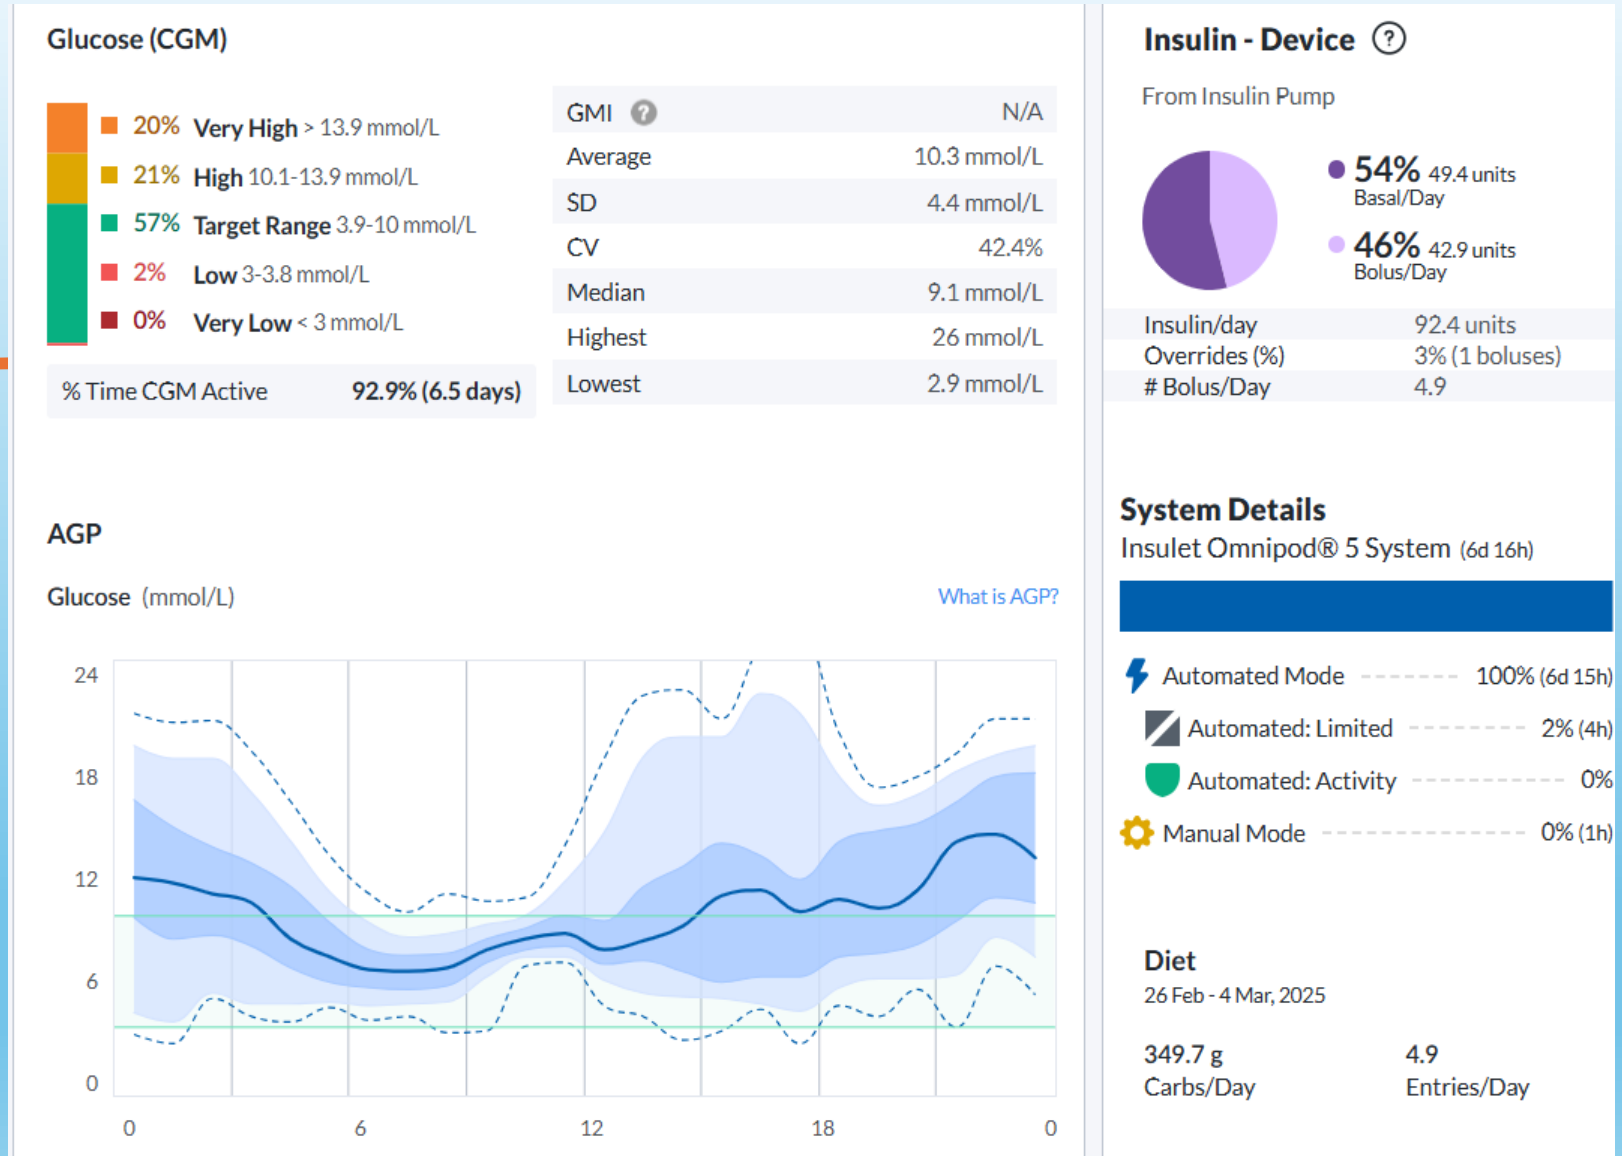 Glucose (CGM)
20% Very High > 13.9 mmol/L
21% High 10.1-13.9 mmol/L
57% Target Range 3.9-10 mmol/L
2% Low 3-3.8 mmol/L
0% Very Low < 3 mmol/L
% Time CGM Active 92.9% (6.5 days)
GMI ? N/A
Average 10.3 mmol/L
SD 4.4 mmol/L
CV 42.4%
Median 9.1 mmol/L
Highest 26 mmol/L
Lowest 2.9 mmol/L
AGP
Glucose (mmol/L) What is AGP?
24
18
12
6
0
0 6 12 18 0
Insulin - Device ?
From Insulin Pump
54% 49.4 units
Basal/Day
46% 42.9 units
Bolus/Day
Insulin/day 92.4 units
Overrides (%) 3% (1 boluses)
# Bolus/Day 4.9
System Details
Insulet Omnipod® 5 System (6d 16h)
Automated Mode 100% (6d 15h)
Automated: Limited 2% (4h)
Automated: Activity 0%
Manual Mode 0% (1h)
Diet
26 Feb - 4 Mar, 2025
349.7 g 4.9
Carbs/Day Entries/Day